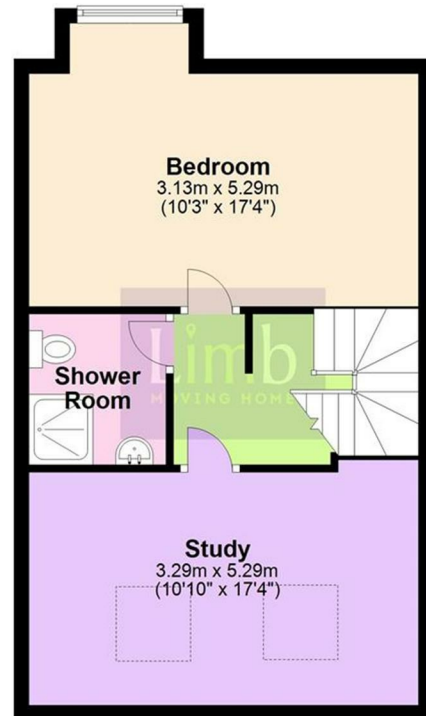 Bedroom
3.13m x 5.29m
(10'3" x 17'4")
Limb
MOVING HOME
Shower
Room
Study
3.29m x 5.29m
(10'10" x 17'4")